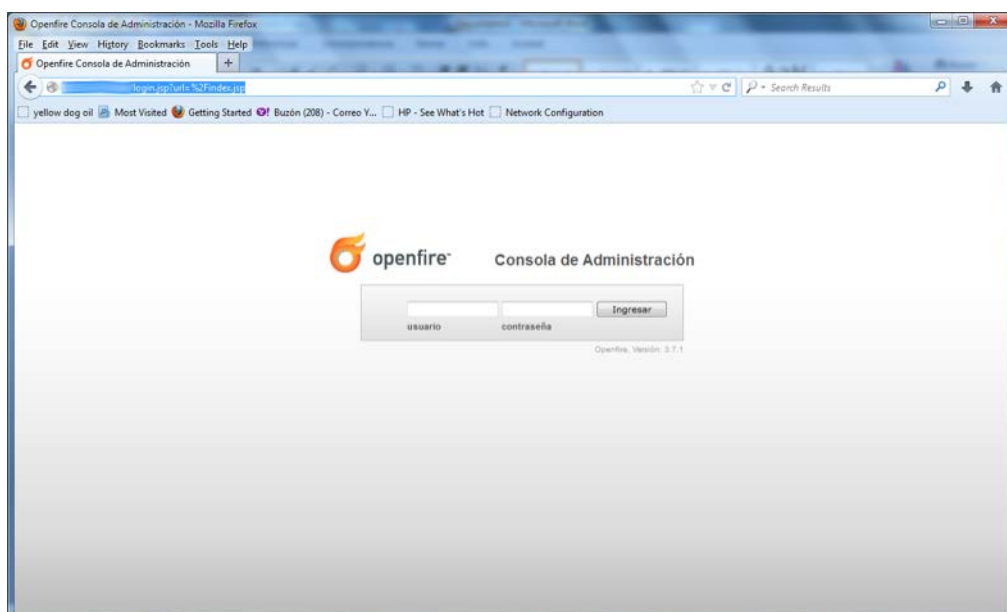 Openfire Consola de Administración - Mozilla Firefox
File Edit View History Bookmarks Tools Help
Openfire Consola de Administración +
login.jsp?url=%2Findex.jsp
Search Results
yellow dog oil Most Visited Getting Started Buzón (208) - Correo Y... HP - See What's Hot Network Configuration
openfire™ Consola de Administración
Ingresar
usuario contraseña
Openfire, Versión: 3.7.1